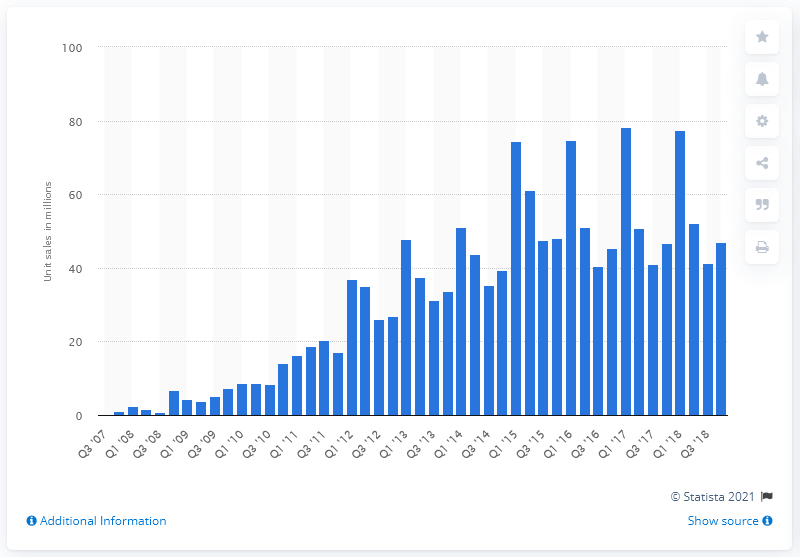 100
80
60
40
20
0
Unit sales in millions
Q3 '07
Q1 '08
Q3 '08
Q1 '09
Q3 '09
Q1 '10
Q3 '10
Q1 '11
Q3 '11
Q1 '12
Q3 '12
Q1 '13
Q3 '13
Q1 '14
Q3 '14
Q1 '15
Q3 '15
Q1 '16
Q3 '16
Q1 '17
Q3 '17
Q1 '18
Q3 '18
© Statista 2021
Additional Information
Show source